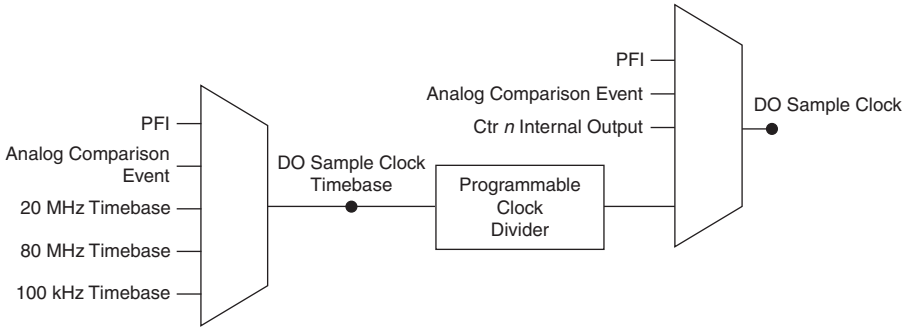 PFI
Analog Comparison
Event
20 MHz Timebase
80 MHz Timebase
100 kHz Timebase
DO Sample Clock
Timebase
Programmable
Clock
Divider
PFI
Analog Comparison Event
Ctr n Internal Output
DO Sample Clock